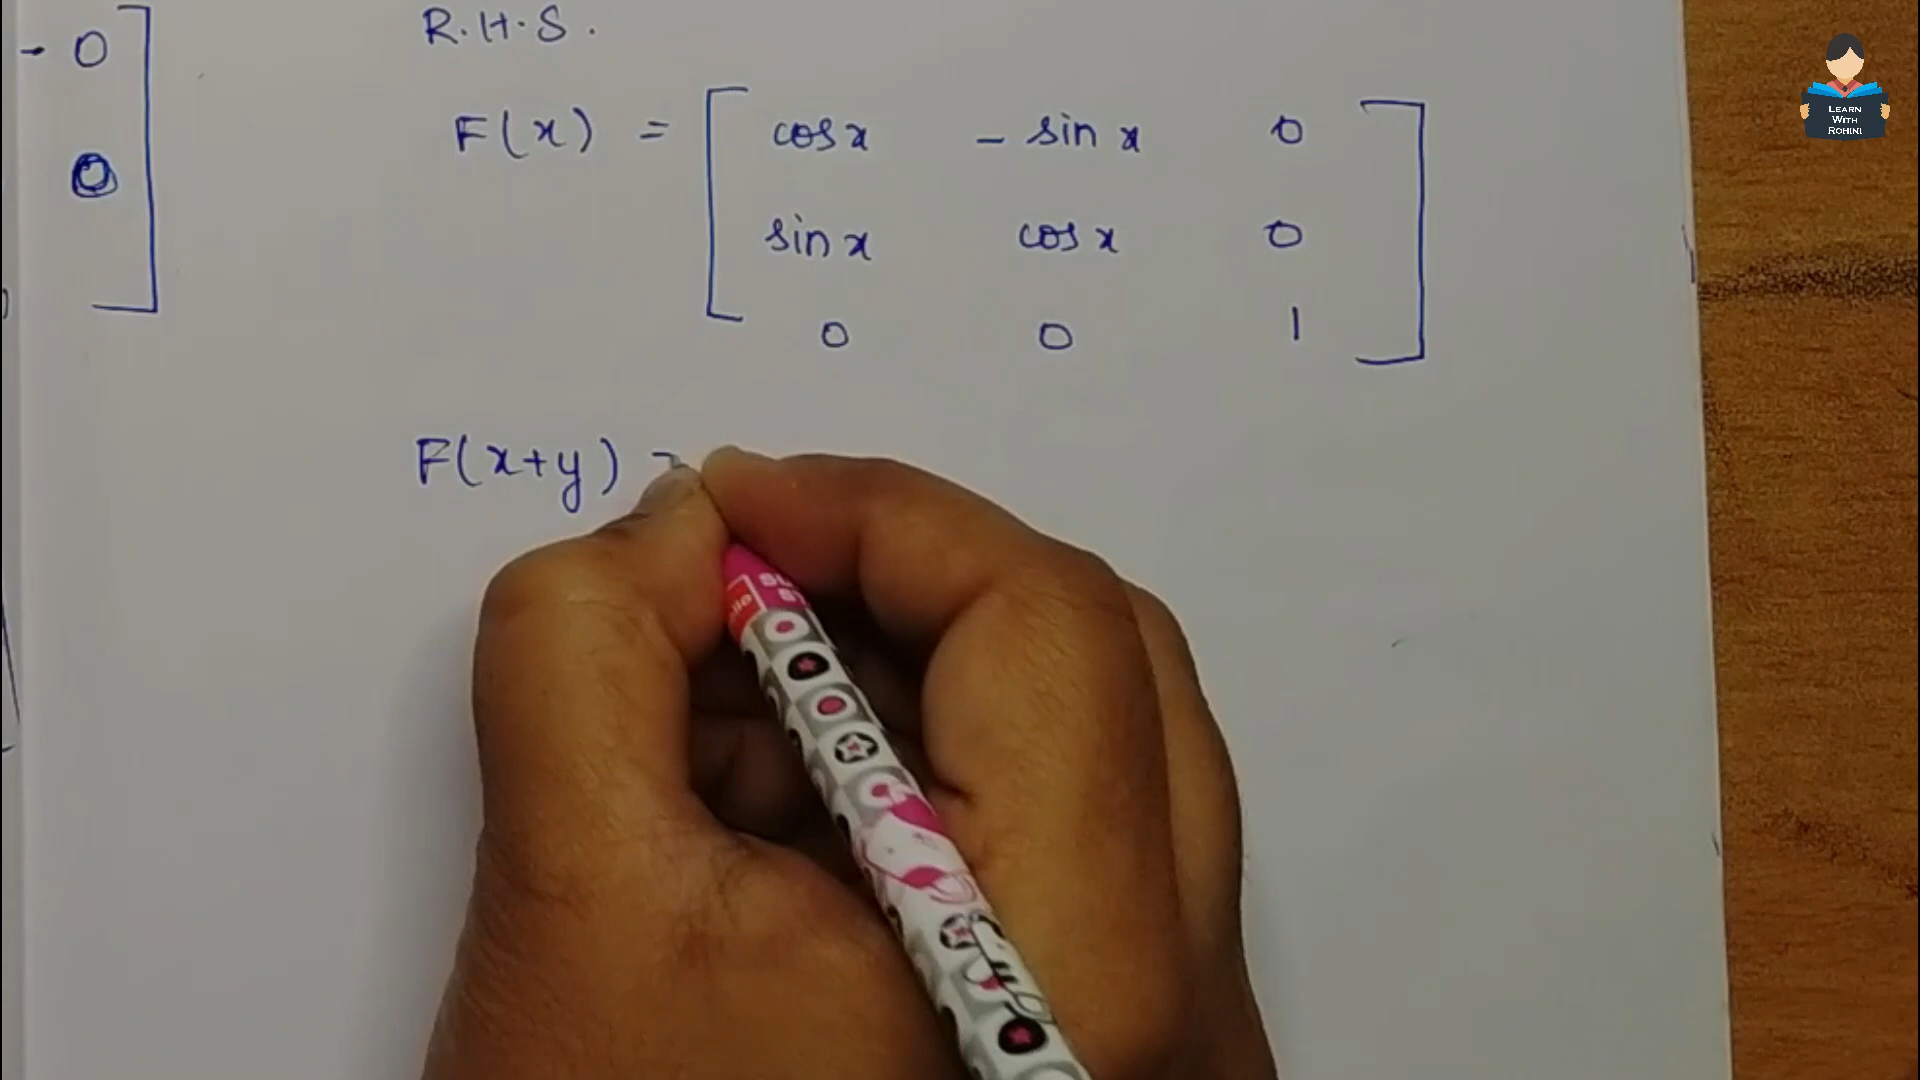 - 0
0
R.H.S.
F(x) = [ cos x - sin x 0
sin x cos x 0
0 0 1 ]
F(x+y) =
LEARN
WITH
ROHINI